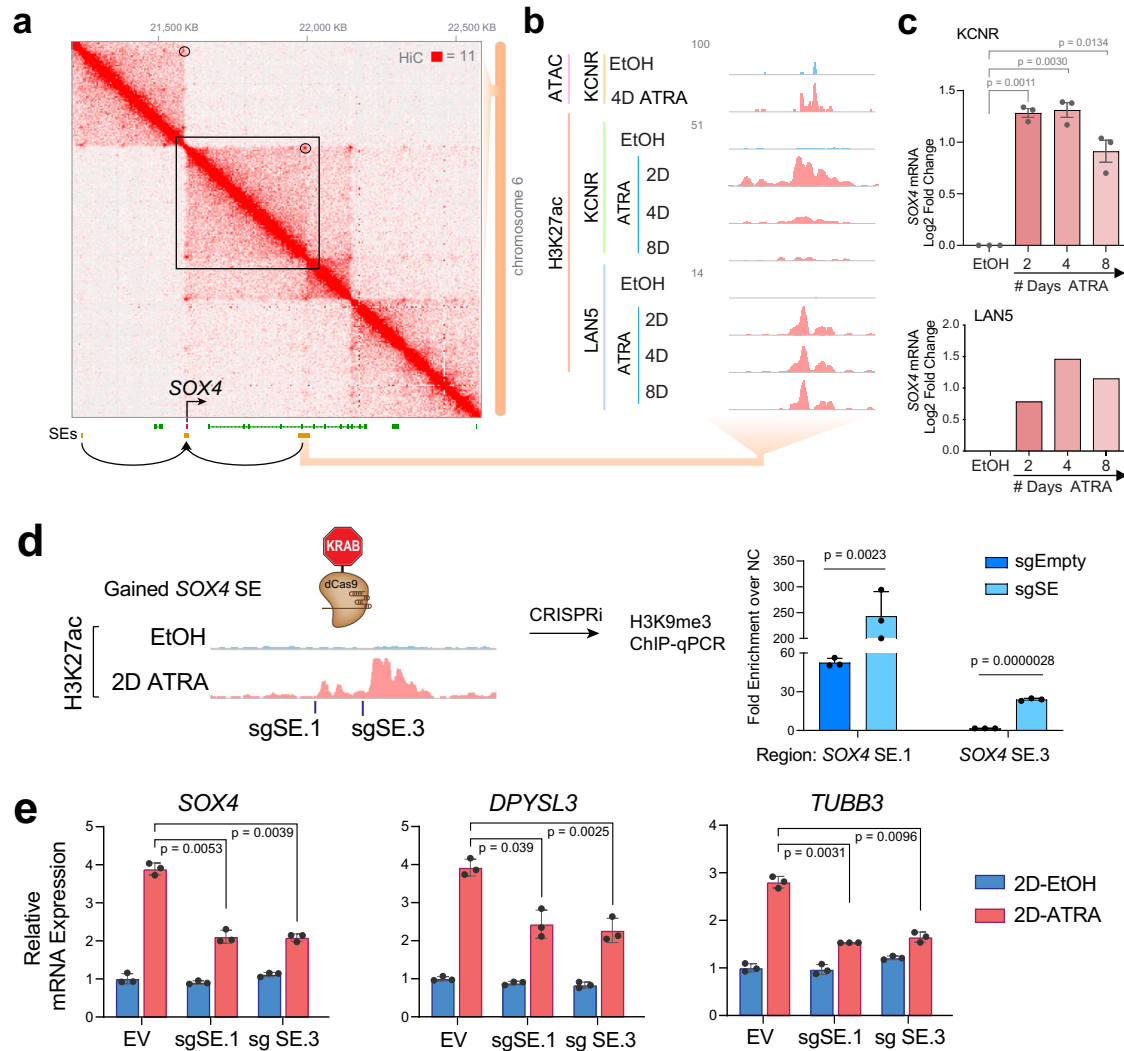 a
21,500 KB
22,000 KB
22,500 KB
HiC = 11
chromosome 6
SOX4
SEs
b
100
ATAC
KCNR
EtOH
4D ATRA
51
H3K27ac
KCNR
EtOH
ATRA
2D
4D
8D
14
LAN5
EtOH
ATRA
2D
4D
8D
c
KCNR
p = 0.0134
p = 0.0030
p = 0.0011
SOX4 mRNA
Log2 Fold Change
1.5
1.0
0.5
0.0
EtOH 2 4 8
# Days ATRA
LAN5
SOX4 mRNA
Log2 Fold Change
2.0
1.5
1.0
0.5
0.0
EtOH 2 4 8
# Days ATRA
d
KRAB
dCas9
Gained SOX4 SE
H3K27ac
EtOH
2D ATRA
sgSE.1 sgSE.3
CRISPRi
H3K9me3
ChIP-qPCR
Fold Enrichment over NC
350
300
250
200
60
30
0
p = 0.0023
p = 0.0000028
sgEmpty
sgSE
Region: SOX4 SE.1 SOX4 SE.3
e
Relative
mRNA Expression
SOX4
5
4
3
2
1
0
p = 0.0039
p = 0.0053
EV sgSE.1 sg SE.3
DPYSL3
5
4
3
2
1
0
p = 0.0025
p = 0.039
EV sgSE.1 sg SE.3
TUBB3
4
3
2
1
0
p = 0.0096
p = 0.0031
EV sgSE.1 sg SE.3
2D-EtOH
2D-ATRA